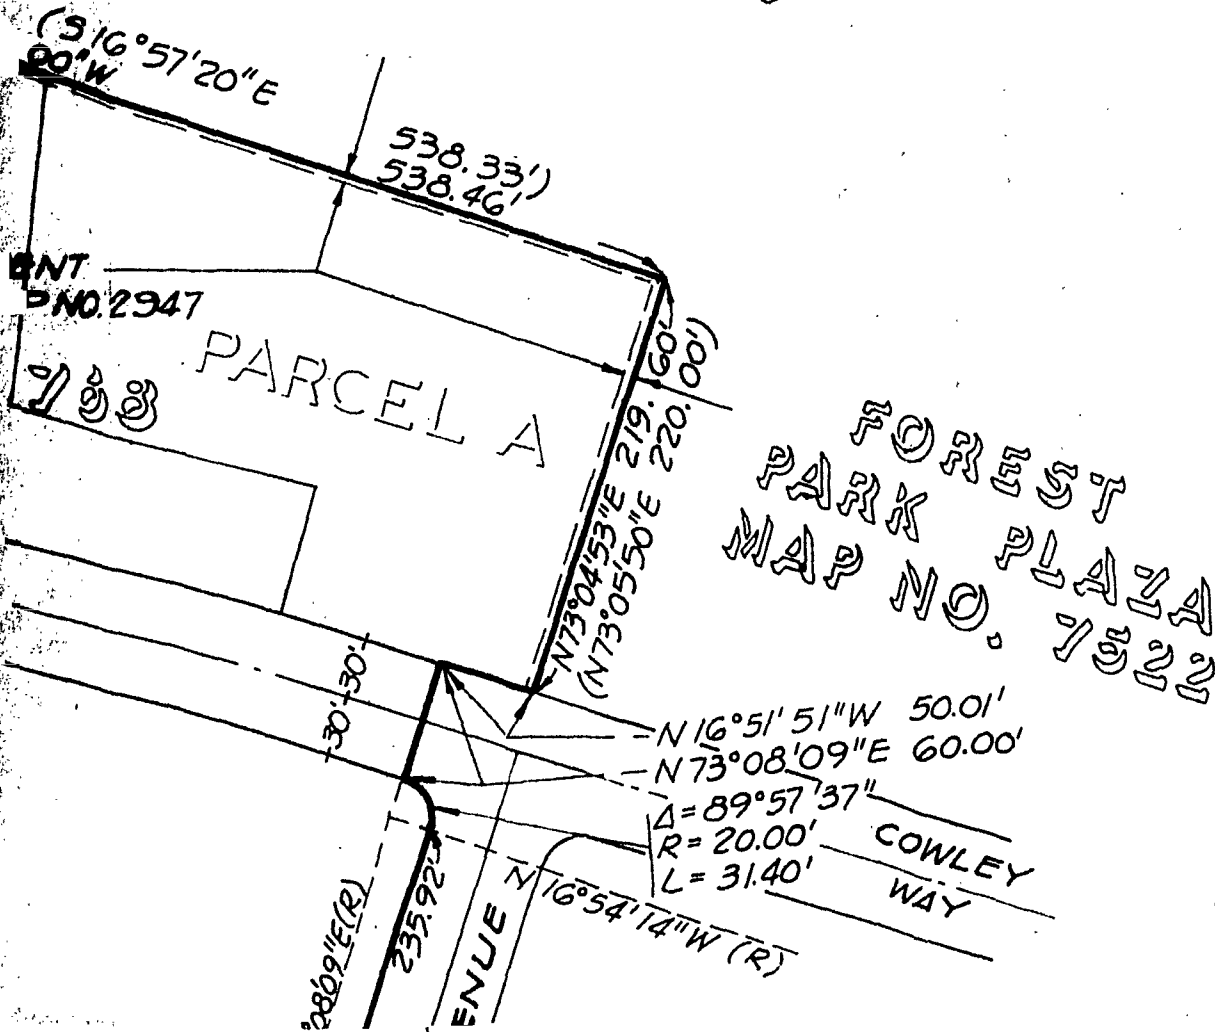 (S16°57'20"E
00"W
538.33')
538.46'
NT
NO. 2947
PARCEL A
N73°04'53"E 219.60'
(N73°05'50"E 220.00')
FOREST
PARK PLAZA
MAP NO. 7522
30' 30'
N16°51'51"W 50.01'
N73°08'09"E 60.00'
Δ=89°57'37"
R=20.00'
L=31.40'
COWLEY
WAY
N16°54'14"W (R)
235.92'
08'09"E(R)
ENUE